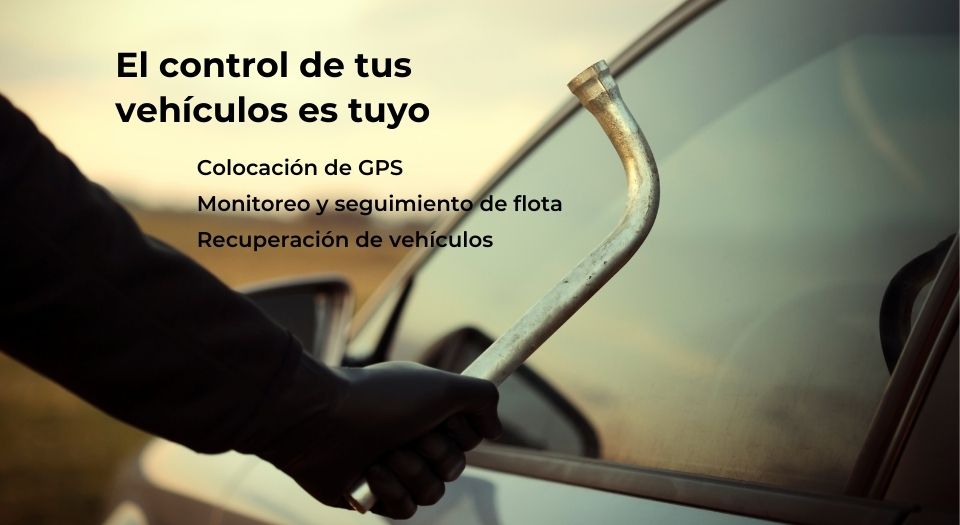 El control de tus
vehículos es tuyo
Colocación de GPS
Monitoreo y seguimiento de flota
Recuperación de vehículos